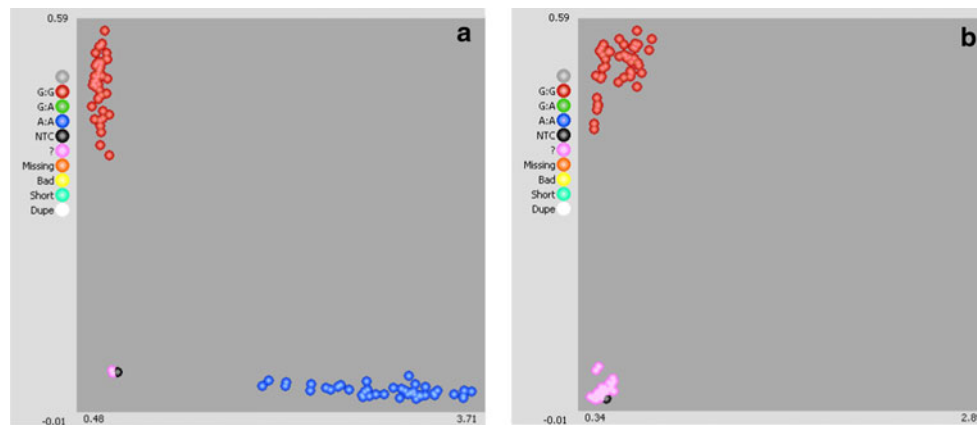 0.59
a
G:G
G:A
A:A
NTC
?
Missing
Bad
Short
Dupe
-0.01
0.48
3.71
0.59
b
G:G
G:A
A:A
NTC
?
Missing
Bad
Short
Dupe
-0.01
0.34